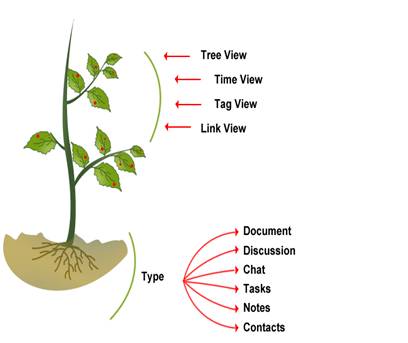 Tree View
Time View
Tag View
Link View
Type
Document
Discussion
Chat
Tasks
Notes
Contacts